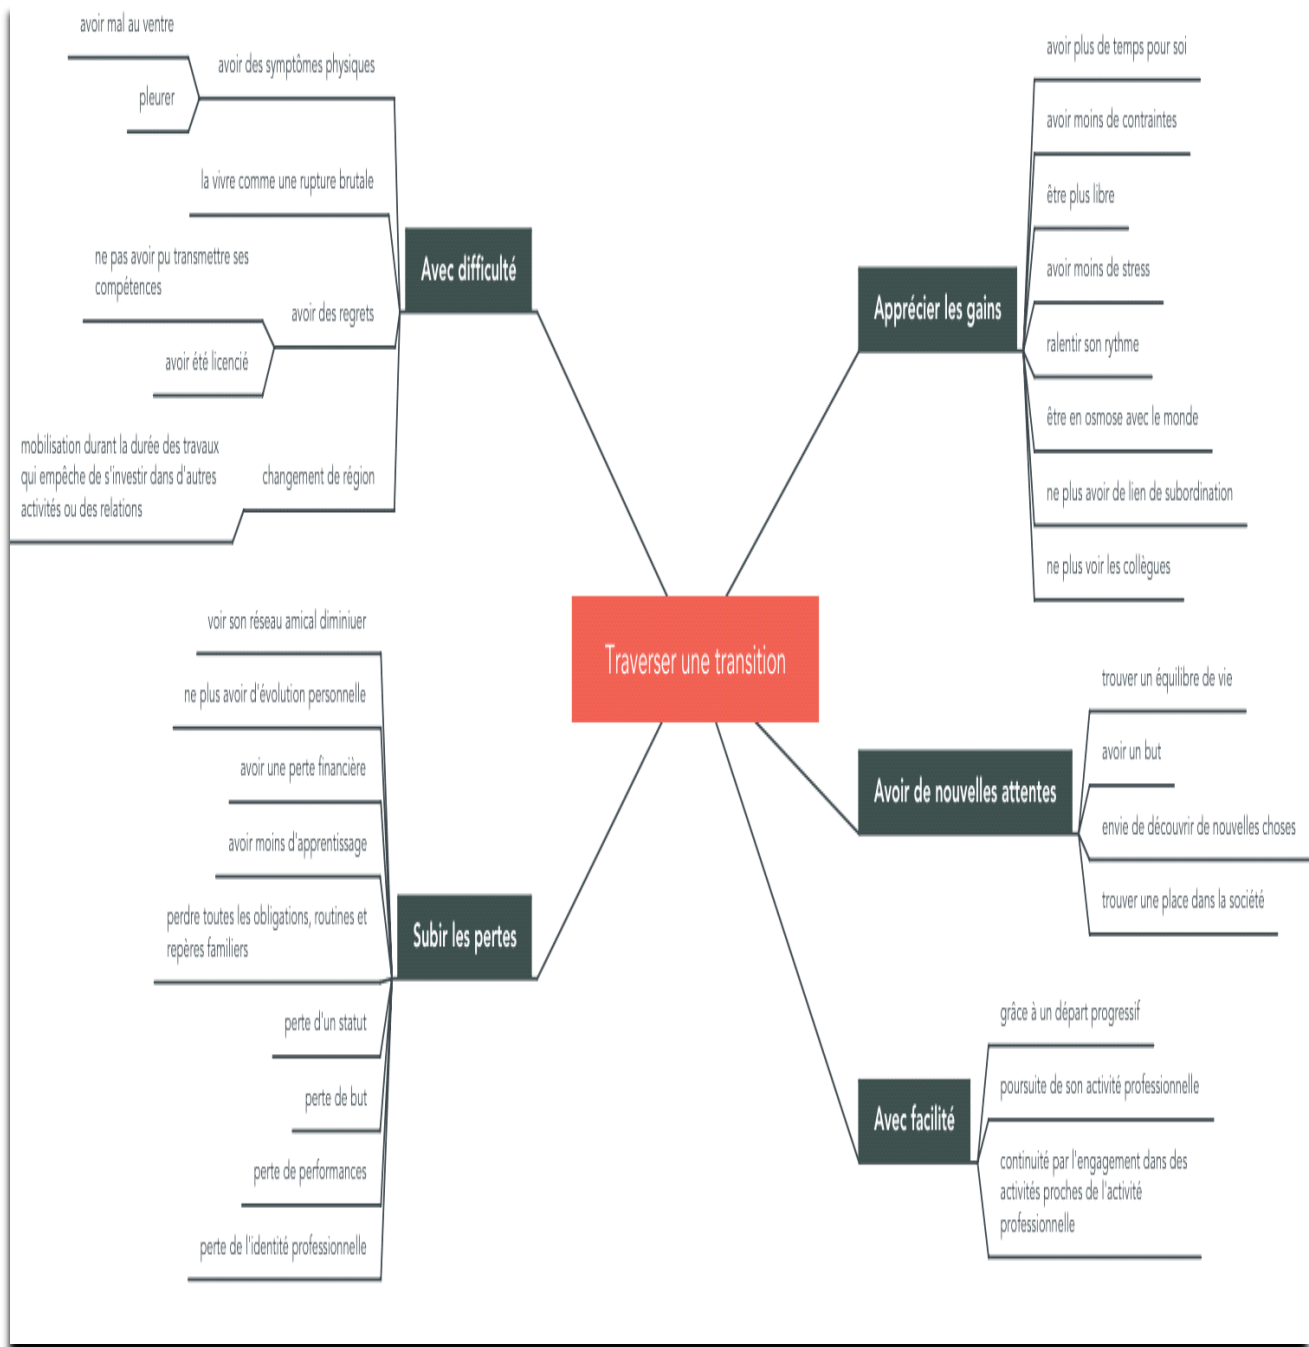 avoir mal au ventre
avoir des symptômes physiques
pleurer
la vivre comme une rupture brutale
Avec difficulté
ne pas avoir pu transmettre ses
compétences
avoir des regrets
avoir été licencié
mobilisation durant la durée des travaux
qui empêche de s'investir dans d'autres
activités ou des relations
changement de région
voir son réseau amical diminiuer
ne plus avoir d'évolution personnelle
avoir une perte financière
avoir moins d'apprentissage
perdre toutes les obligations, routines et
repères familiers
Subir les pertes
perte d'un statut
perte de but
perte de performances
perte de l'identité professionnelle
Traverser une transition
Apprécier les gains
avoir plus de temps pour soi
avoir moins de contraintes
être plus libre
avoir moins de stress
ralentir son rythme
être en osmose avec le monde
ne plus avoir de lien de subordination
ne plus voir les collègues
Avoir de nouvelles attentes
trouver un équilibre de vie
avoir un but
envie de découvrir de nouvelles choses
trouver une place dans la société
Avec facilité
grâce à un départ progressif
poursuite de son activité professionnelle
continuité par l'engagement dans des
activités proches de l'activité
professionnelle